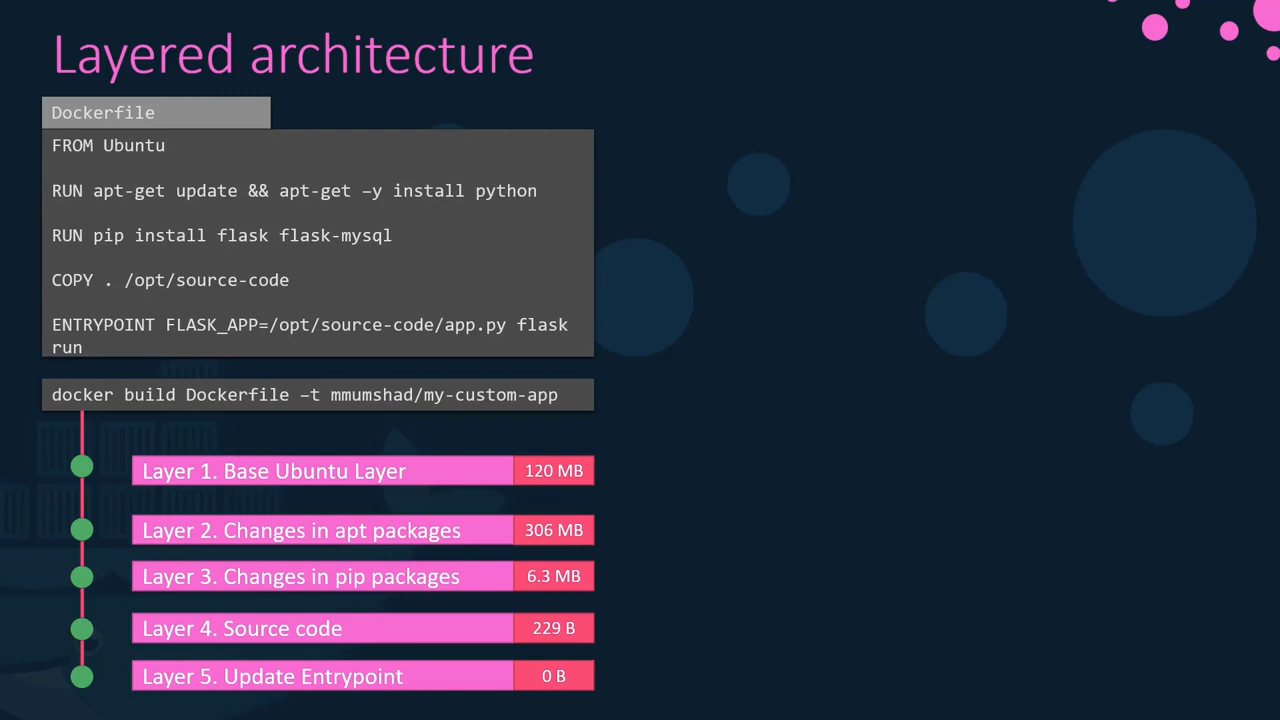 Layered architecture
Dockerfile
FROM Ubuntu
RUN apt-get update && apt-get –y install python
RUN pip install flask flask-mysql
COPY . /opt/source-code
ENTRYPOINT FLASK_APP=/opt/source-code/app.py flask
run
docker build Dockerfile –t mmumshad/my-custom-app
Layer 1. Base Ubuntu Layer 120 MB
Layer 2. Changes in apt packages 306 MB
Layer 3. Changes in pip packages 6.3 MB
Layer 4. Source code 229 B
Layer 5. Update Entrypoint 0 B